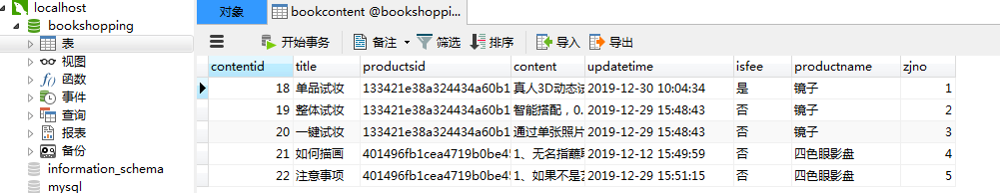 localhost
bookshopping
表
视图
函数
事件
查询
报表
备份
information_schema
mysql
对象 bookcontent @bookshoppi...
开始事务 备注 筛选 排序 导入 导出
contentid title productsid content updatetime isfee productname zjno
18 单品试妆 133421e38a324434a60b1 真人3D动态试 2019-12-30 10:04:34 是 镜子 1
19 整体试妆 133421e38a324434a60b1 智能搭配，0. 2019-12-29 15:48:43 否 镜子 2
20 一键试妆 133421e38a324434a60b1 通过单张照片 2019-12-29 15:48:43 否 镜子 3
21 如何描画 401496fb1cea4719b0be45 1、无名指蘸取 2019-12-12 15:49:59 否 四色眼影盘 4
22 注意事项 401496fb1cea4719b0be45 1、如果不是 2019-12-29 15:51:15 否 四色眼影盘 5